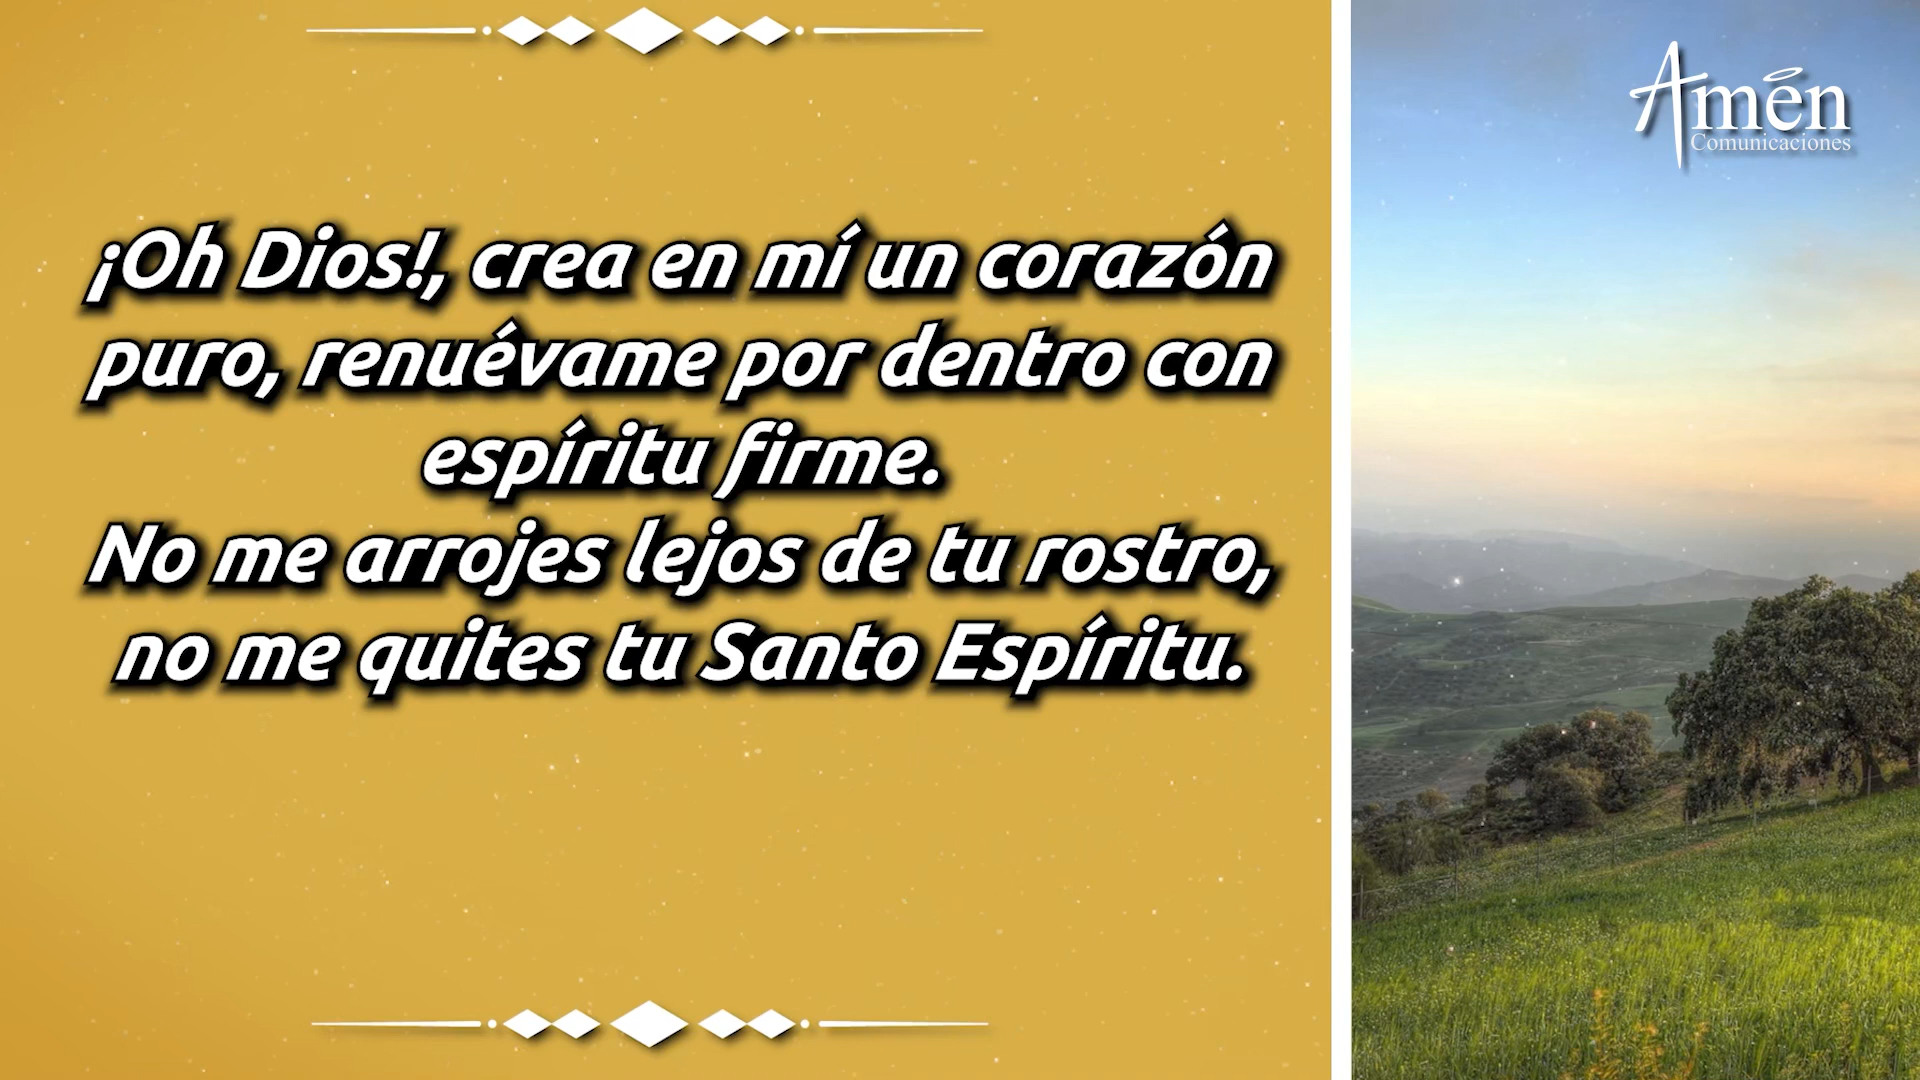 ¡Oh Dios!, crea en mí un corazón
puro, renuévame por dentro con
espíritu firme.
No me arrojes lejos de tu rostro,
no me quites tu Santo Espíritu.
Amén
Comunicaciones